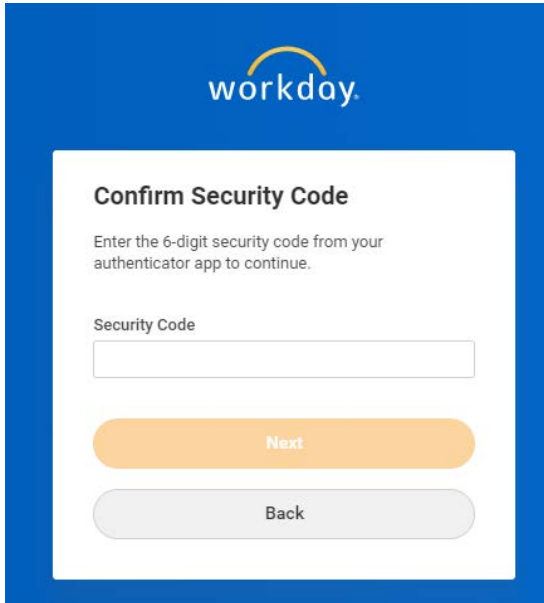 workday.
Confirm Security Code
Enter the 6-digit security code from your
authenticator app to continue.
Security Code
Next
Back